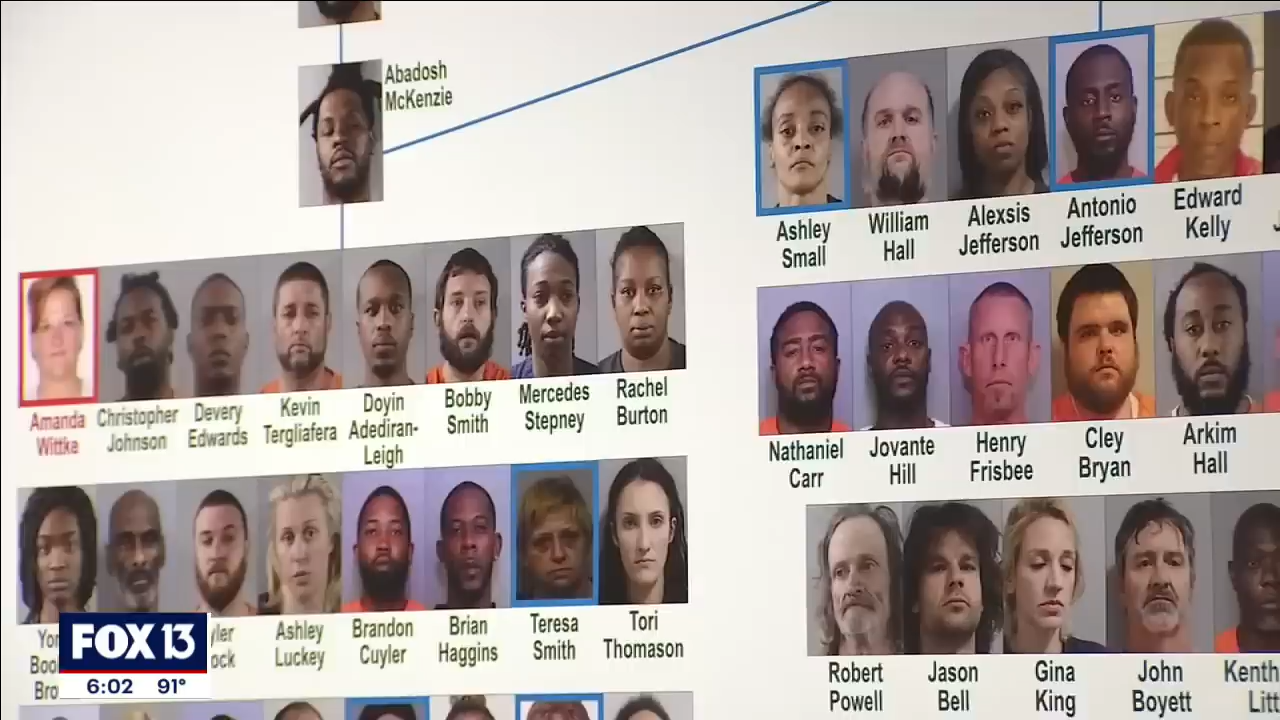 Abadosh
McKenzie
Ashley
Small
William
Hall
Alexsis
Jefferson
Antonio
Jefferson
Edward
Kelly
Amanda
Wittke
Christopher
Johnson
Devery
Edwards
Kevin
Tergliafera
Doyin
Adediran-
Leigh
Bobby
Smith
Mercedes
Stepney
Rachel
Burton
Nathaniel
Carr
Jovante
Hill
Henry
Frisbee
Cley
Bryan
Arkim
Hall
Ashley
Luckey
Brandon
Cuyler
Brian
Haggins
Teresa
Smith
Tori
Thomason
Robert
Powell
Jason
Bell
Gina
King
John
Boyett
FOX 13
6:02 91°